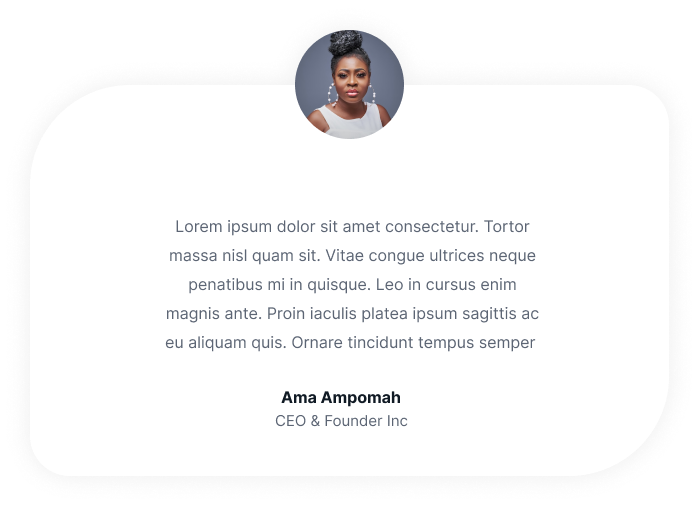 Lorem ipsum dolor sit amet consectetur. Tortor
massa nisl quam sit. Vitae congue ultrices neque
penatibus mi in quisque. Leo in cursus enim
magnis ante. Proin iaculis platea ipsum sagittis ac
eu aliquam quis. Ornare tincidunt tempus semper
Ama Ampomah
CEO & Founder Inc